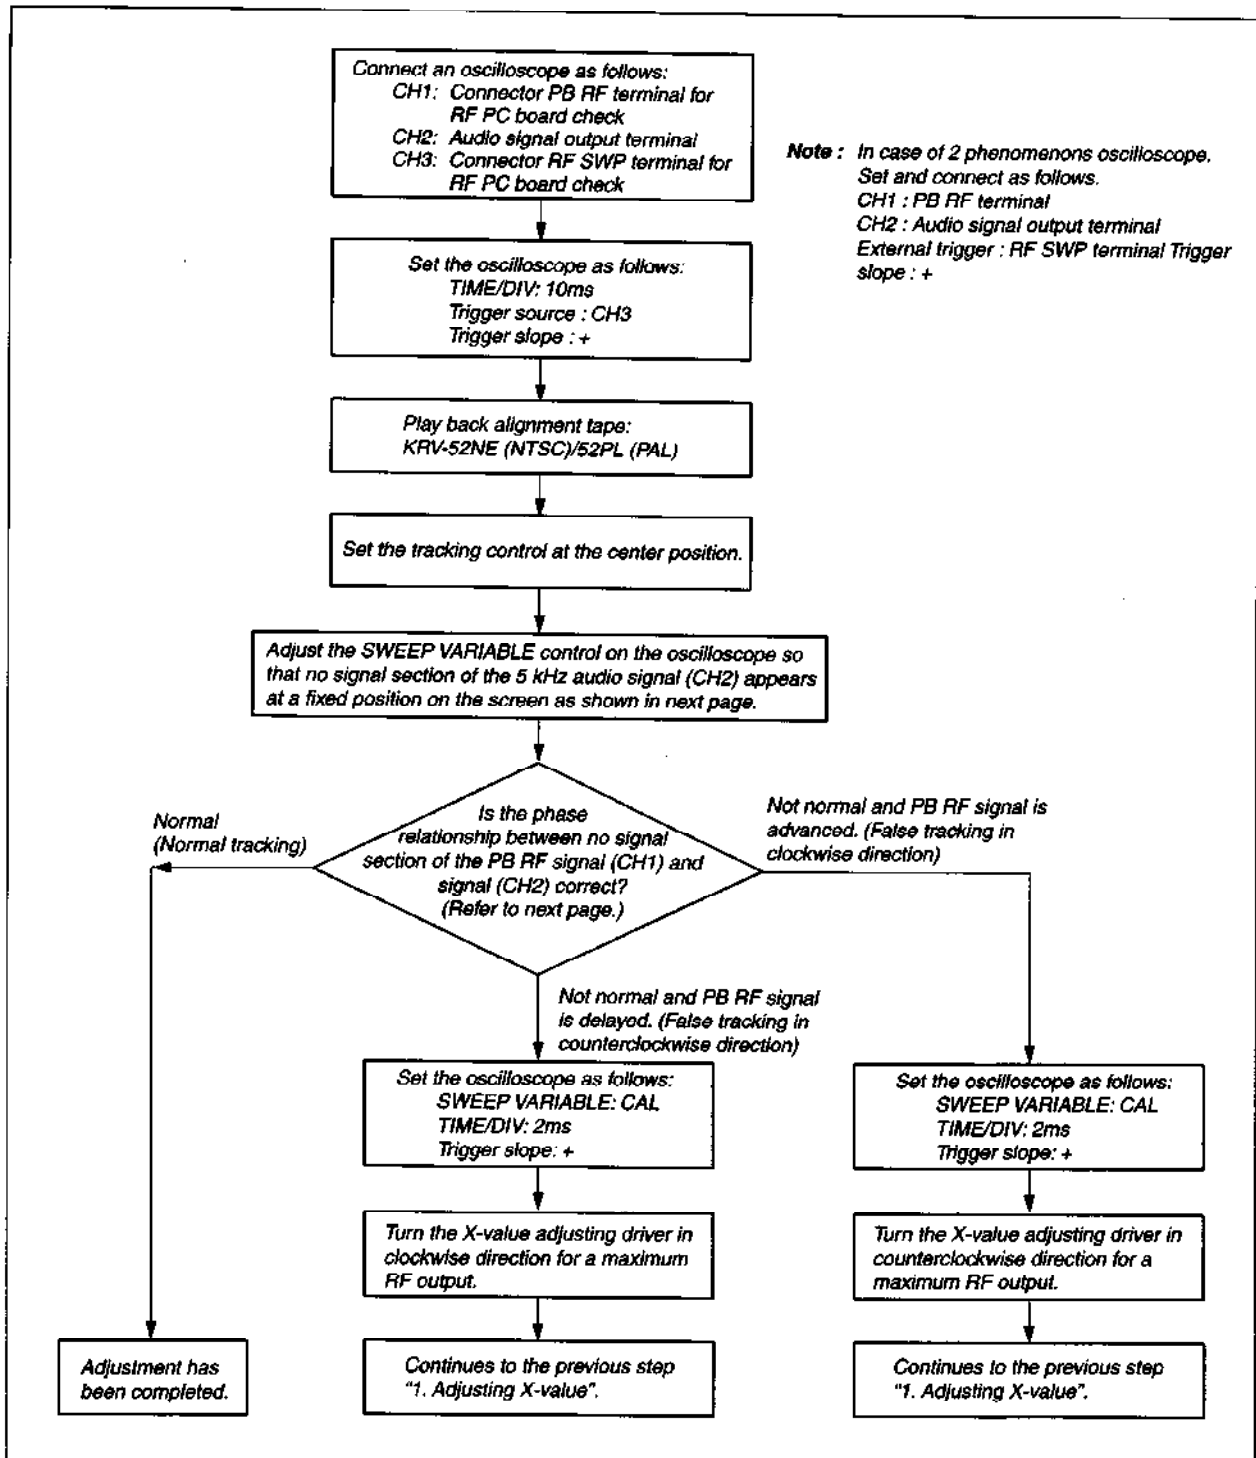 Connect an oscilloscope as follows:
CH1: Connector PB RF terminal for
RF PC board check
CH2: Audio signal output terminal
CH3: Connector RF SWP terminal for
RF PC board check
Note : In case of 2 phenomenons oscilloscope.
Set and connect as follows.
CH1 : PB RF terminal
CH2 : Audio signal output terminal
External trigger : RF SWP terminal Trigger
slope : +
Set the oscilloscope as follows:
TIME/DIV: 10ms
Trigger source : CH3
Trigger slope : +
Play back alignment tape:
KRV-52NE (NTSC)/52PL (PAL)
Set the tracking control at the center position.
Adjust the SWEEP VARIABLE control on the oscilloscope so
that no signal section of the 5 kHz audio signal (CH2) appears
at a fixed position on the screen as shown in next page.
Is the phase
relationship between no signal
section of the PB RF signal (CH1) and
signal (CH2) correct?
(Refer to next page.)
Normal
(Normal tracking)
Not normal and PB RF signal is
advanced. (False tracking in
clockwise direction)
Not normal and PB RF signal
is delayed. (False tracking in
counterclockwise direction)
Set the oscilloscope as follows:
SWEEP VARIABLE: CAL
TIME/DIV: 2ms
Trigger slope: +
Set the oscilloscope as follows:
SWEEP VARIABLE: CAL
TIME/DIV: 2ms
Trigger slope: +
Turn the X-value adjusting driver in
clockwise direction for a maximum
RF output.
Turn the X-value adjusting driver in
counterclockwise direction for a
maximum RF output.
Adjustment has
been completed.
Continues to the previous step
"1. Adjusting X-value".
Continues to the previous step
"1. Adjusting X-value".